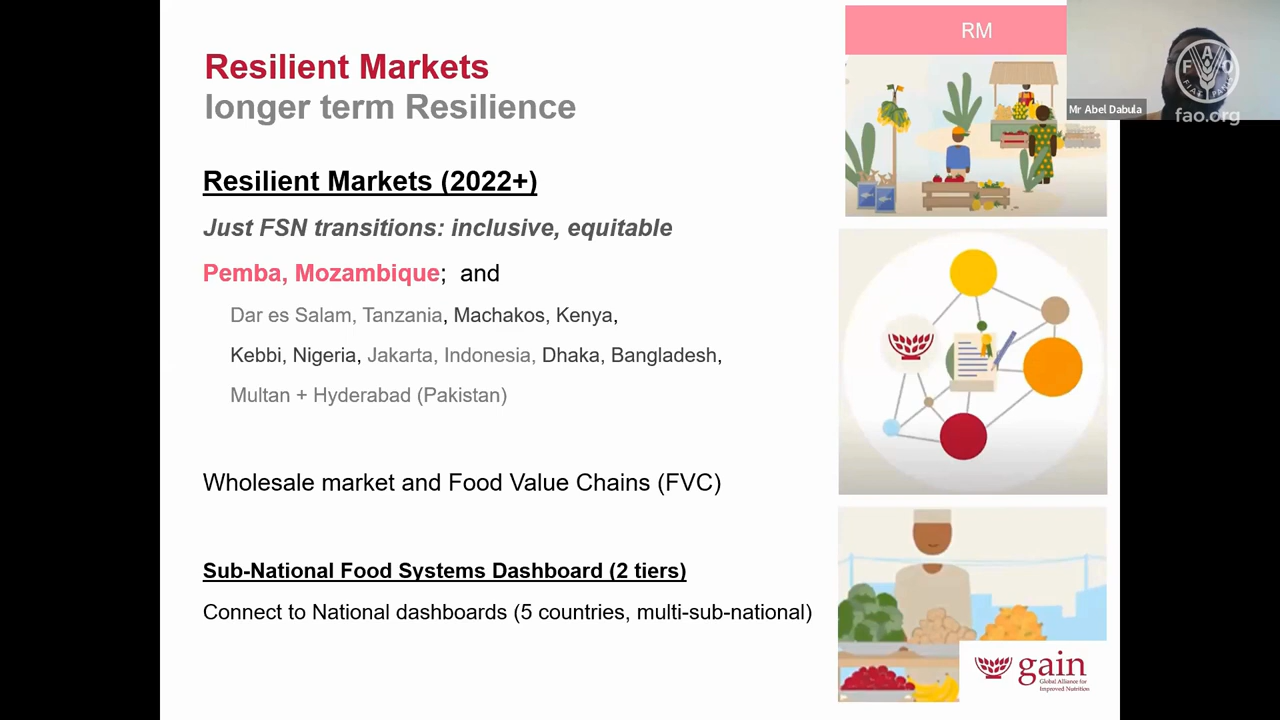 Resilient Markets
longer term Resilience
Resilient Markets (2022+)
Just FSN transitions: inclusive, equitable
Pemba, Mozambique; and
Dar es Salam, Tanzania, Machakos, Kenya,
Kebbi, Nigeria, Jakarta, Indonesia, Dhaka, Bangladesh,
Multan + Hyderabad (Pakistan)
Wholesale market and Food Value Chains (FVC)
Sub-National Food Systems Dashboard (2 tiers)
Connect to National dashboards (5 countries, multi-sub-national)
RM
Mr Abel Dabula
F A O
FIAT PANIS
fao.org
gain
Global Alliance for
Improved Nutrition